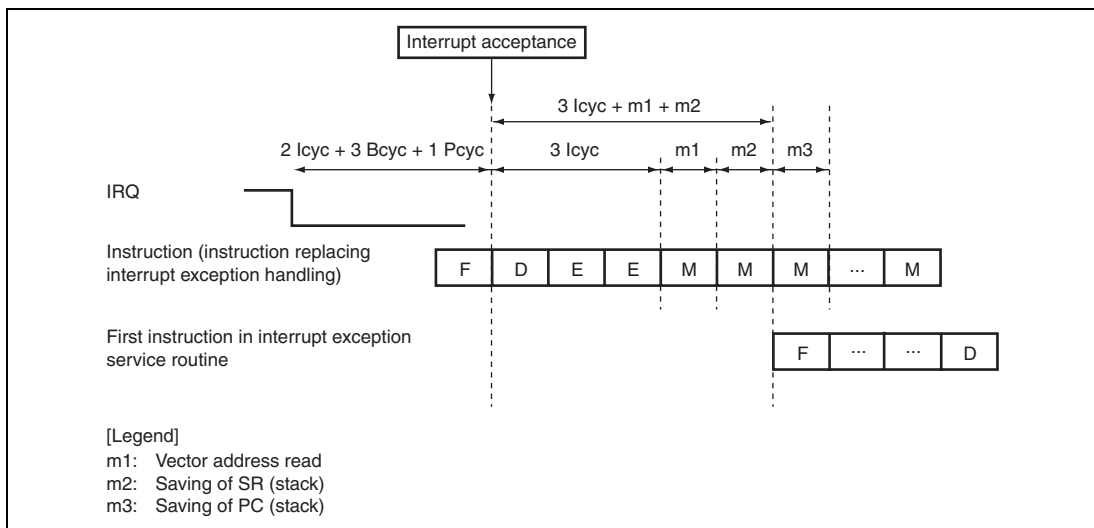 Interrupt acceptance
3 Icyc + m1 + m2
2 Icyc + 3 Bcyc + 1 Pcyc 3 Icyc m1 m2 m3
IRQ
Instruction (instruction replacing
interrupt exception handling)
F D E E M M M ... M
First instruction in interrupt exception
service routine
F ... ... D
[Legend]
m1: Vector address read
m2: Saving of SR (stack)
m3: Saving of PC (stack)